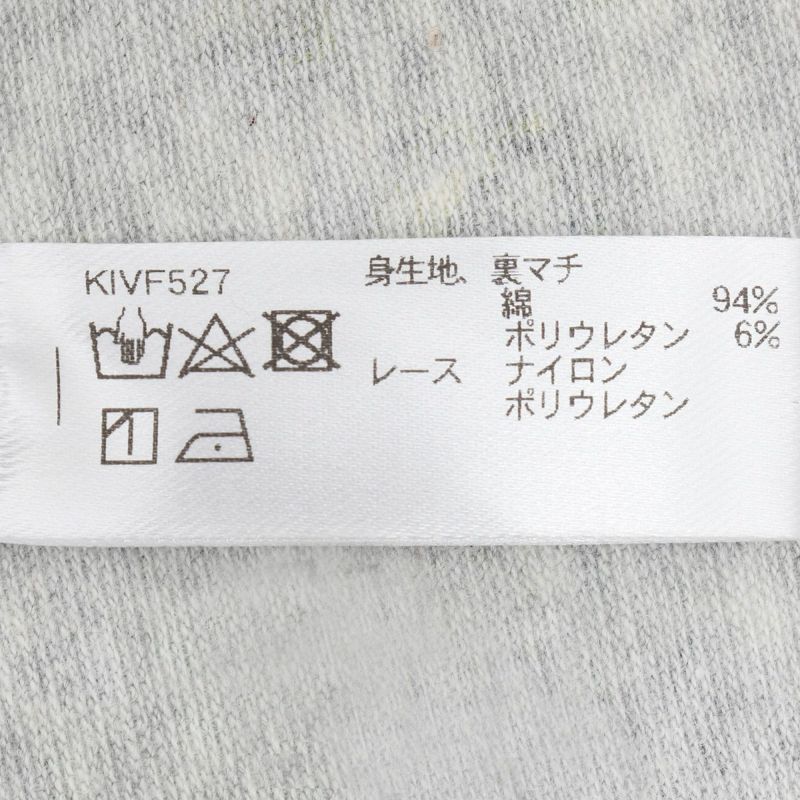 KIVF527
身生地、裏マチ
綿 94%
ポリウレタン 6%
レース ナイロン
ポリウレタン